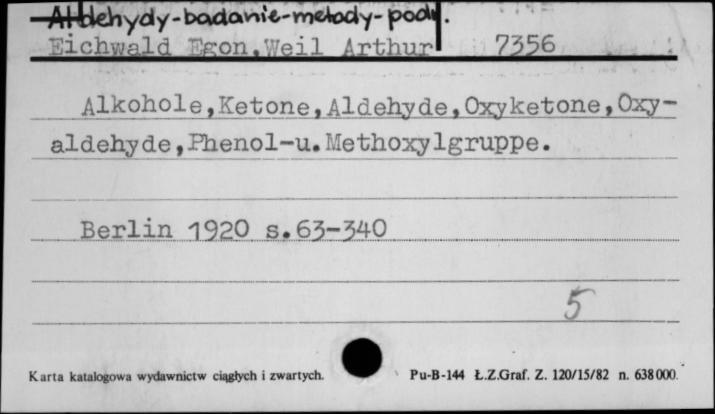 Aldehydy-badanie-metody-podr.
Eichwald Egon,Weil Arthur 7356
Alkohole,Ketone,Aldehyde,Oxyketone,Oxy-
aldehyde,Phenol-u.Methoxylgruppe.
Berlin 1920 s.63-340
5
Karta katalogowa wydawnictw ciągłych i zwartych. Pu-B-144 Ł.Z.Graf. Z. 120/15/82 n. 638000.